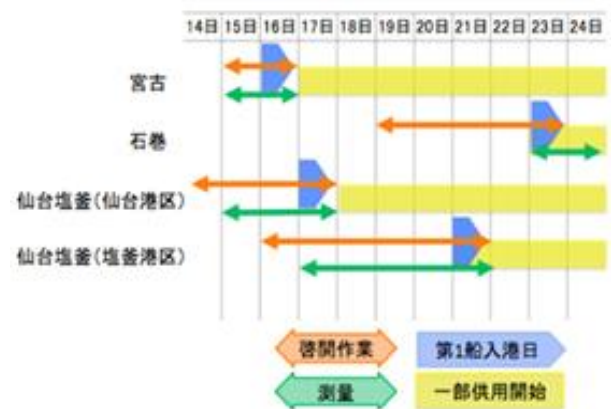 14日 15日 16日 17日 18日 19日 20日 21日 22日 23日 24日
宮古
石巻
仙台塩釜(仙台港区)
仙台塩釜(塩釜港区)
啓開作業 第1船入港日
測量 一部供用開始